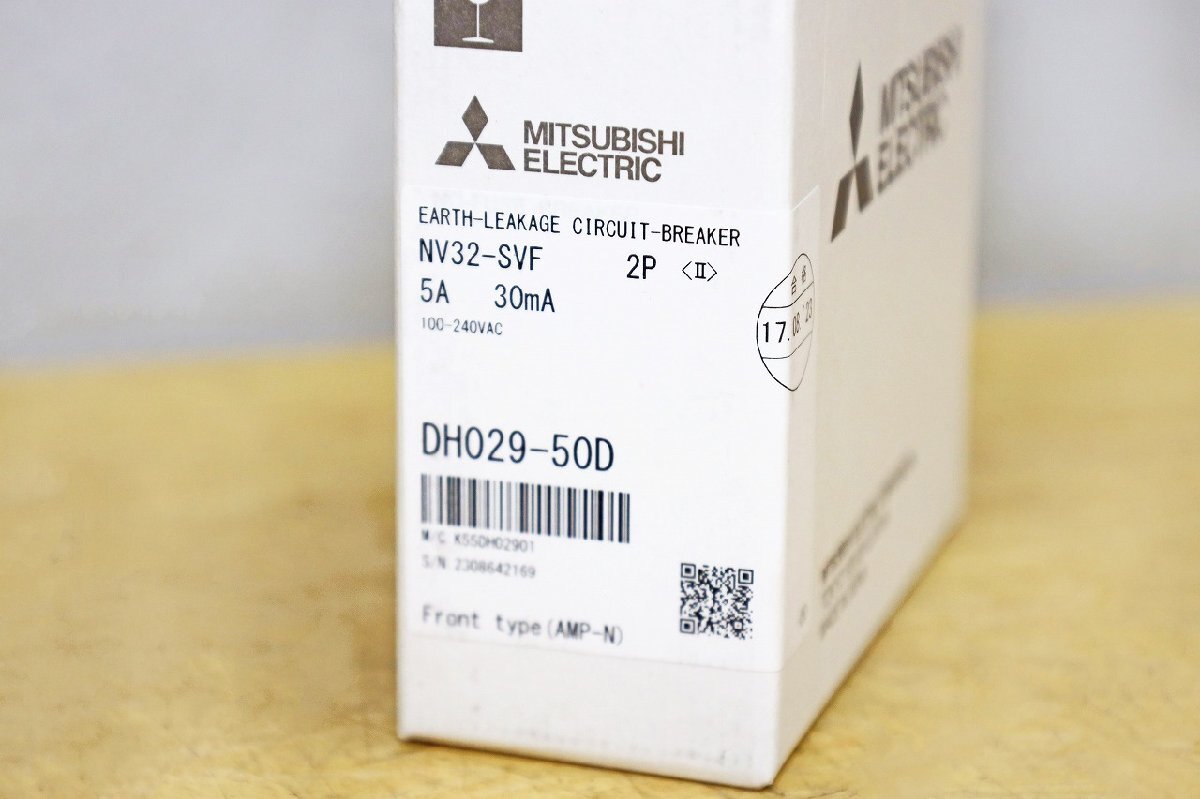 MITSUBISHI
ELECTRIC
EARTH-LEAKAGE CIRCUIT-BREAKER
NV32-SVF 2P <Ⅱ>
5A 30mA
100-240VAC
DH029-50D
M/C K5SDH02901
S/N 2308642169
Front type(AMP-N)
合 格
17.08.'23
MITSUBISHI
ELECTRIC